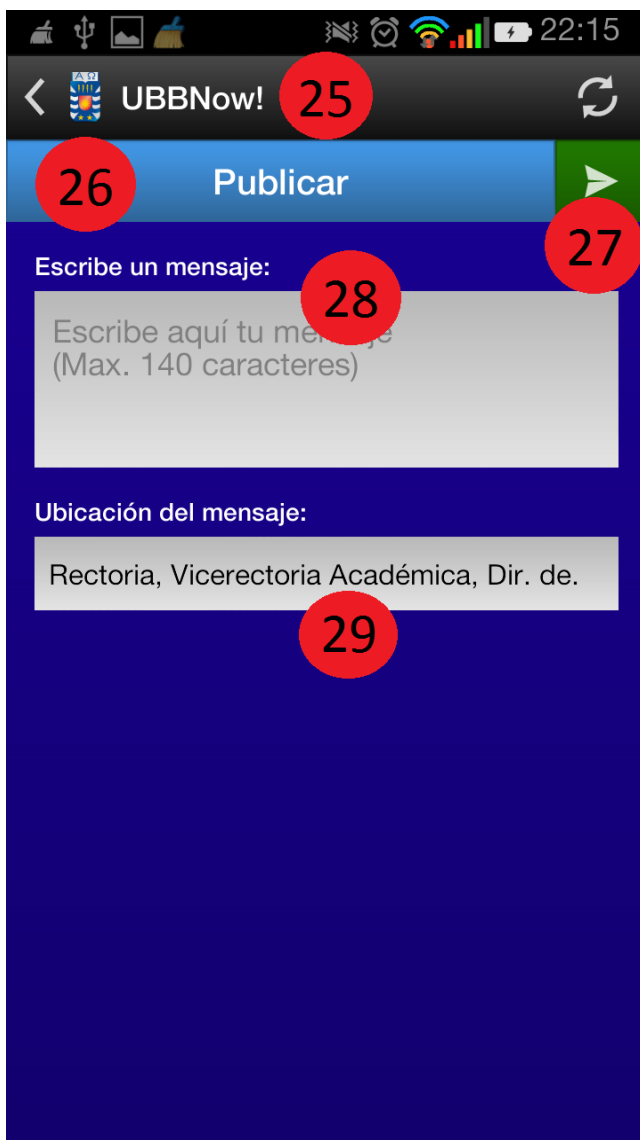 22:15
UBBNow! 25
26 Publicar
27
Escribe un mensaje:
28
Escribe aquí tu mensaje
(Max. 140 caracteres)
Ubicación del mensaje:
Rectoria, Vicerectoria Académica, Dir. de.
29